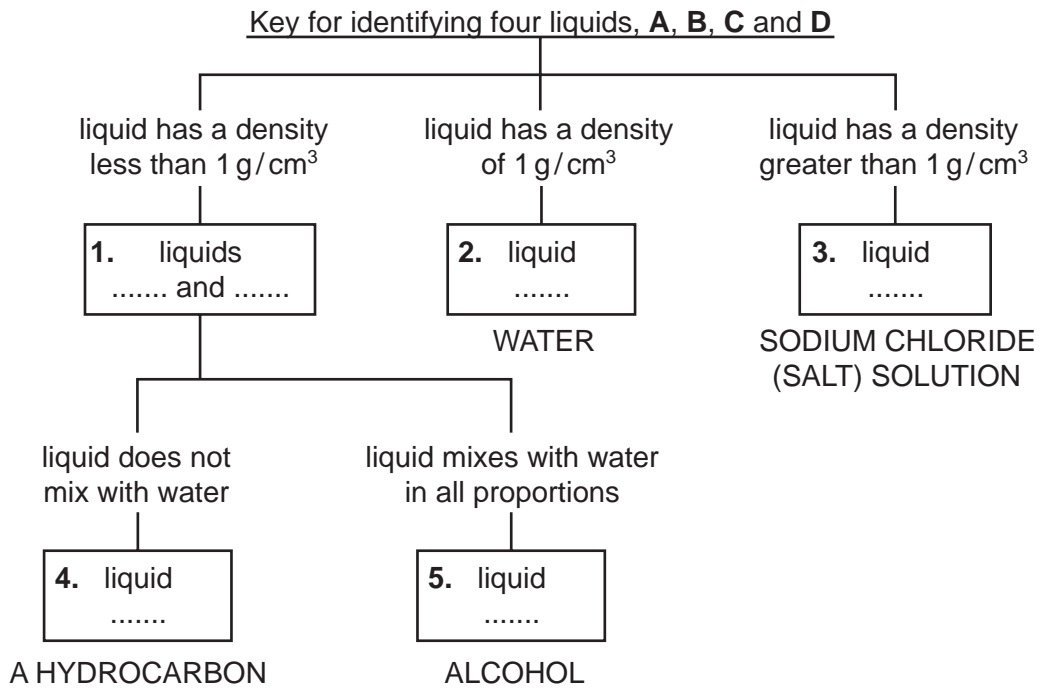 Key for identifying four liquids, A, B, C and D
liquid has a density
less than 1 g / cm³
liquid has a density
of 1 g / cm³
liquid has a density
greater than 1 g / cm³
1. liquids
....... and .......
2. liquid
.......
WATER
3. liquid
.......
SODIUM CHLORIDE
(SALT) SOLUTION
liquid does not
mix with water
liquid mixes with water
in all proportions
4. liquid
.......
A HYDROCARBON
5. liquid
.......
ALCOHOL